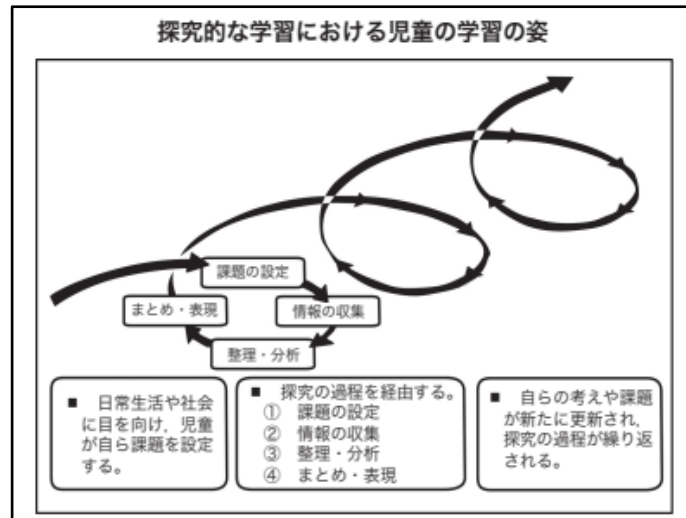 探究的な学習における児童の学習の姿
課題の設定
まとめ・表現
情報の収集
整理・分析
■ 日常生活や社会
に目を向け，児童
が自ら課題を設定
する。
■ 探究の過程を経由する。
① 課題の設定
② 情報の収集
③ 整理・分析
④ まとめ・表現
■ 自らの考えや課題
が新たに更新され，
探究の過程が繰り返
される。